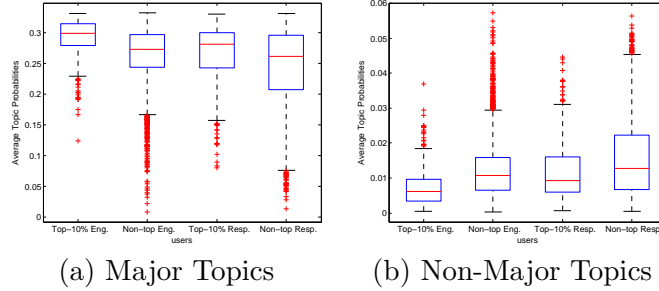 0.3
0.25
0.2
0.15
0.1
0.05
0
Average Topic Probabilities
Top−10% Eng. Non−top Eng. Top−10% Resp. Non−top Resp.
users
(a) Major Topics
0.06
0.05
0.04
0.03
0.02
0.01
0
Average Topic Probabilities
Top−10% Eng. Non−top Eng. Top−10% Resp. Non−top Resp.
users
(b) Non-Major Topics